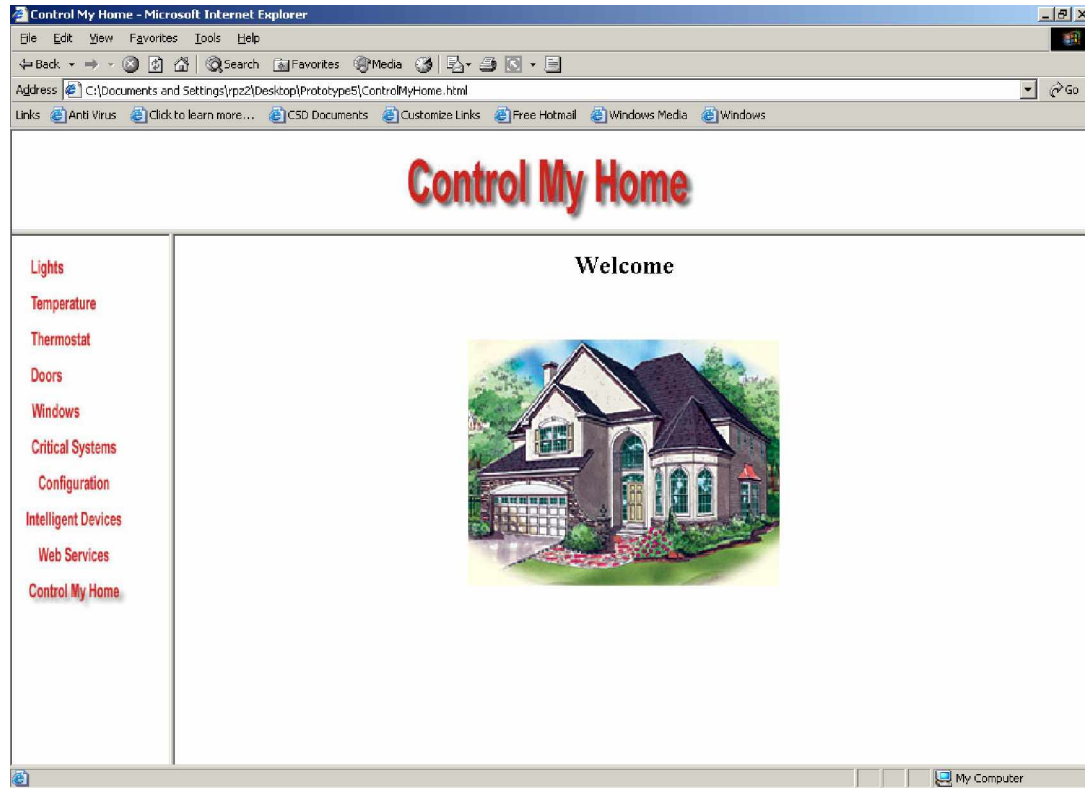 Control My Home - Microsoft Internet Explorer
File Edit View Favorites Tools Help
Back Search Favorites Media
Address C:\Documents and Settings\rpz2\Desktop\Prototype5\ControlMyHome.html Go
Links Anti Virus Click to learn more... CSD Documents Customize Links Free Hotmail Windows Media Windows
Control My Home
Lights
Temperature
Thermostat
Doors
Windows
Critical Systems
Configuration
Intelligent Devices
Web Services
Control My Home
Welcome
My Computer